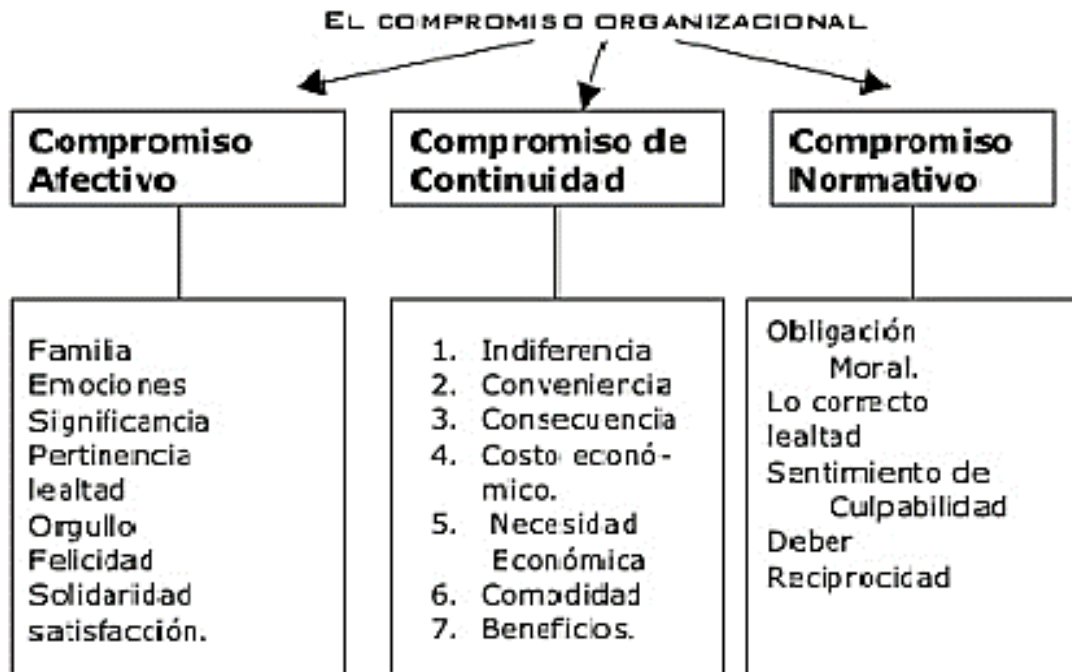 EL COMPROMISO ORGANIZACIONAL
Compromiso
Afectivo
Compromiso de
Continuidad
Compromiso
Normativo
Familia
Emociones
Significancia
Pertinencia
lealtad
Orgullo
Felicidad
Solidaridad
satisfacción.
1. Indiferencia
2. Conveniencia
3. Consecuencia
4. Costo econó-
mico.
5. Necesidad
Económica
6. Comodidad
7. Beneficios.
Obligación
Moral.
Lo correcto
lealtad
Sentimiento de
Culpabilidad
Deber
Reciprocidad